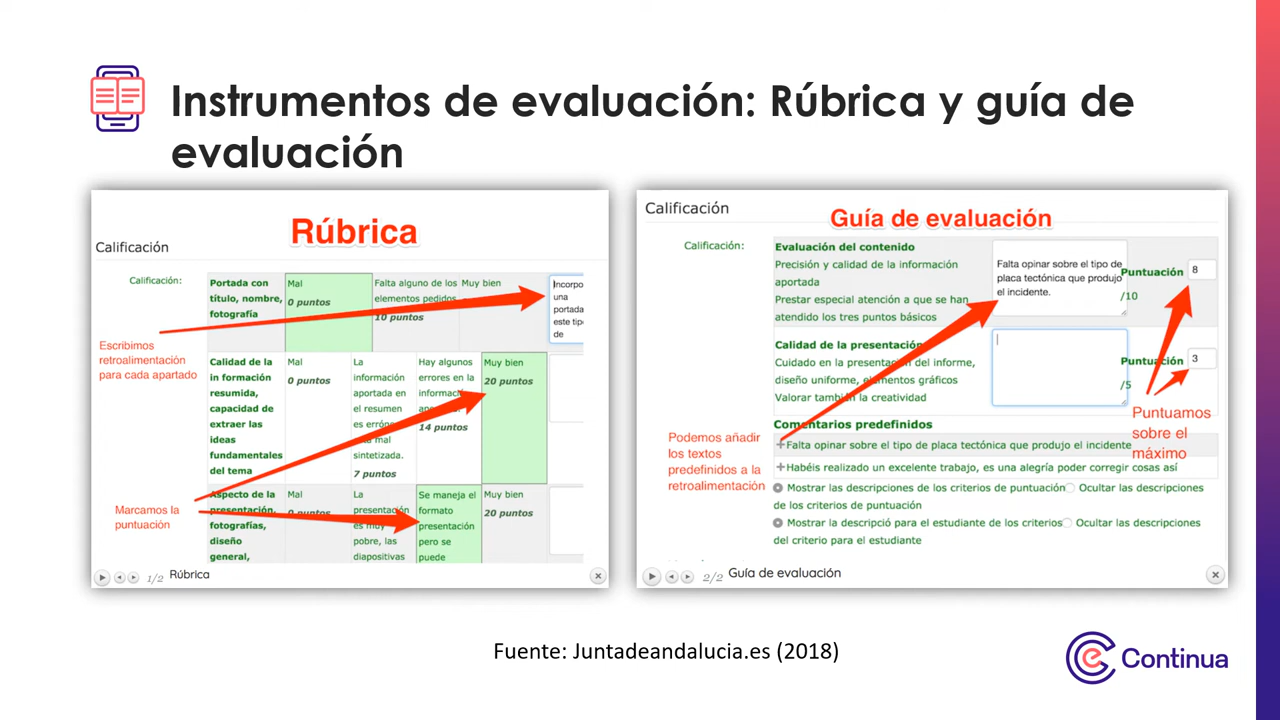 Instrumentos de evaluación: Rúbrica y guía de
evaluación
Rúbrica
Calificación
Calificación:
Portada con
título, nombre,
fotografía
Mal
0 puntos
Falta alguno de los
elementos pedidos
10 puntos
Muy bien
Incorpo
una
portada
este tipo
de
Escribimos
retroalimentación
para cada apartado
Calidad de la
in formación
resumida,
capacidad de
extraer las
ideas
fundamentales
del tema
Mal
0 puntos
La
información
aportada en
el resumen
es
mal
sintetizada.
7 puntos
Hay algunos
errores en la
14 puntos
Muy bien
20 puntos
Marcamos la
puntuación
Aspecto de la
presentación,
fotografías,
diseño
general,
Mal
0 puntos
La
presentación
es muy
pobre, las
diapositivas
Se maneja el
formato
presentación
pero se
puede
Muy bien
20 puntos
1/2 Rúbrica
Calificación
Guía de evaluación
Calificación:
Evaluación del contenido
Precisión y calidad de la información
aportada
Prestar especial atención a que se han
atendido los tres puntos básicos
Falta opinar sobre el tipo de
placa tectónica que produjo
el incidente.
Puntuación 8
/10
Calidad de la presentación
Cuidado en la presentación del informe,
diseño uniforme, elementos gráficos
Valorar también la creatividad
Puntuación 3
/5
Puntuamos
sobre el
máximo
Podemos añadir
los textos
predefinidos a la
retroalimentación
Comentarios predefinidos
Falta opinar sobre el tipo de placa tectónica que produjo el incidente
Habéis realizado un excelente trabajo, es una alegría poder corregir cosas así
Mostrar las descripciones de los criterios de puntuación Ocultar las descripciones
de los criterios de puntuación
Mostrar la descripció para el estudiante de los criterios Ocultar las descripciones
del criterio para el estudiante
2/2 Guía de evaluación
Fuente: Juntadeandalucia.es (2018)
Continua